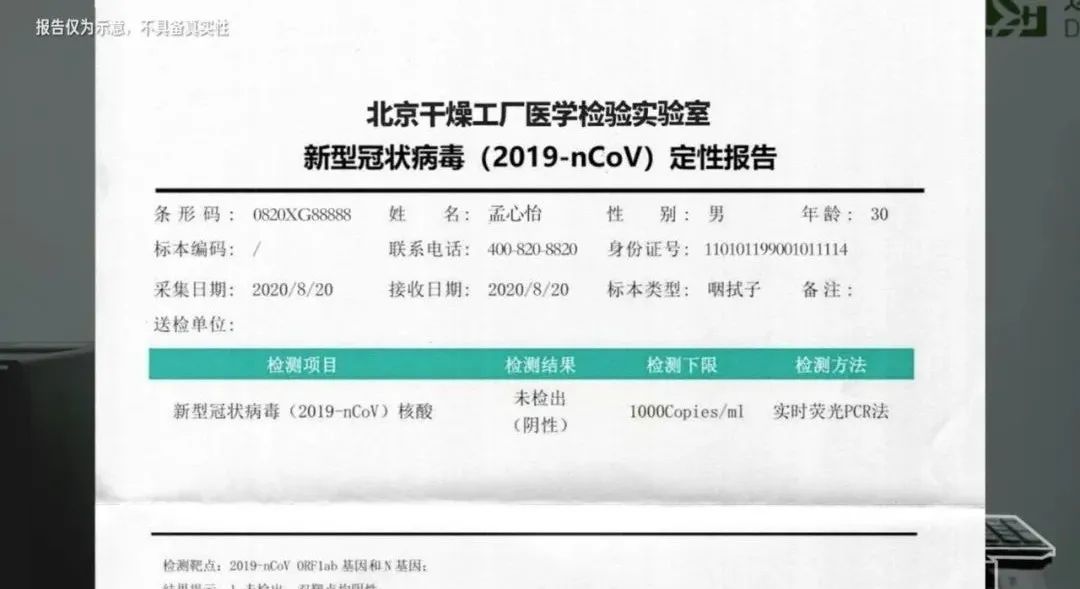 报告仅为示意，不具备真实性
北京干燥工厂医学检验实验室
新型冠状病毒（2019-nCoV）定性报告
条形码： 0820XG88888 姓 名： 孟心怡 性 别： 男 年龄： 30
标本编码： / 联系电话： 400-820-8820 身份证号： 110101199001011114
采集日期： 2020/8/20 接收日期： 2020/8/20 标本类型： 咽拭子 备注：
送检单位：
检测项目 检测结果 检测下限 检测方法
新型冠状病毒（2019-nCoV）核酸 未检出 1000Copies/ml 实时荧光PCR法
（阴性）
检测靶点：2019-nCoV ORF1ab基因和N基因；